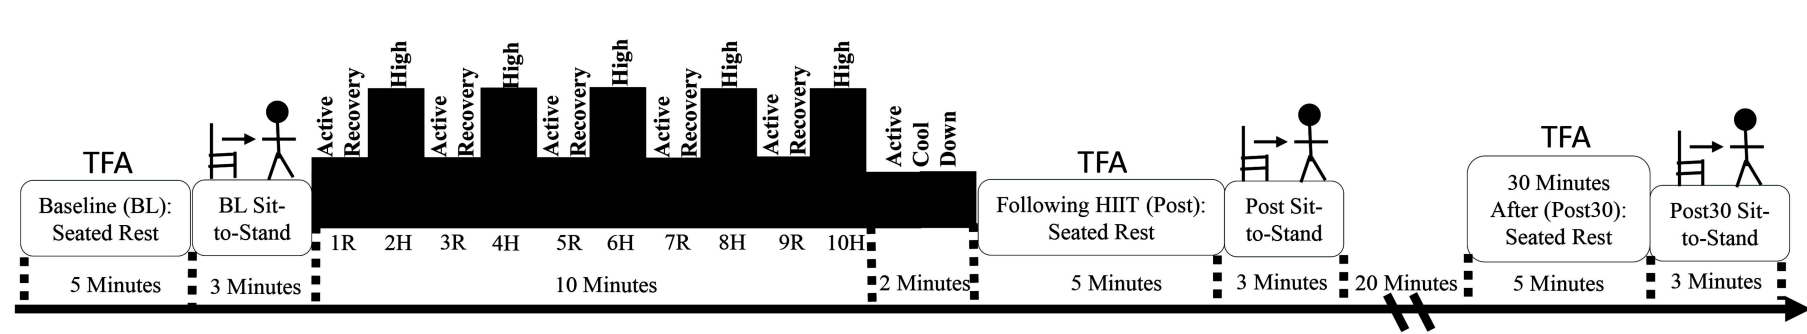 TFA
Baseline (BL):
Seated Rest
5 Minutes
BL Sit-
to-Stand
3 Minutes
Active
Recovery
High
Active
Recovery
High
Active
Recovery
High
Active
Recovery
High
Active
Recovery
High
1R 2H 3R 4H 5R 6H 7R 8H 9R 10H
10 Minutes
Active
Cool
Down
2 Minutes
TFA
Following HIIT (Post):
Seated Rest
5 Minutes
Post Sit-
to-Stand
3 Minutes
20 Minutes
TFA
30 Minutes
After (Post30):
Seated Rest
5 Minutes
Post30 Sit-
to-Stand
3 Minutes